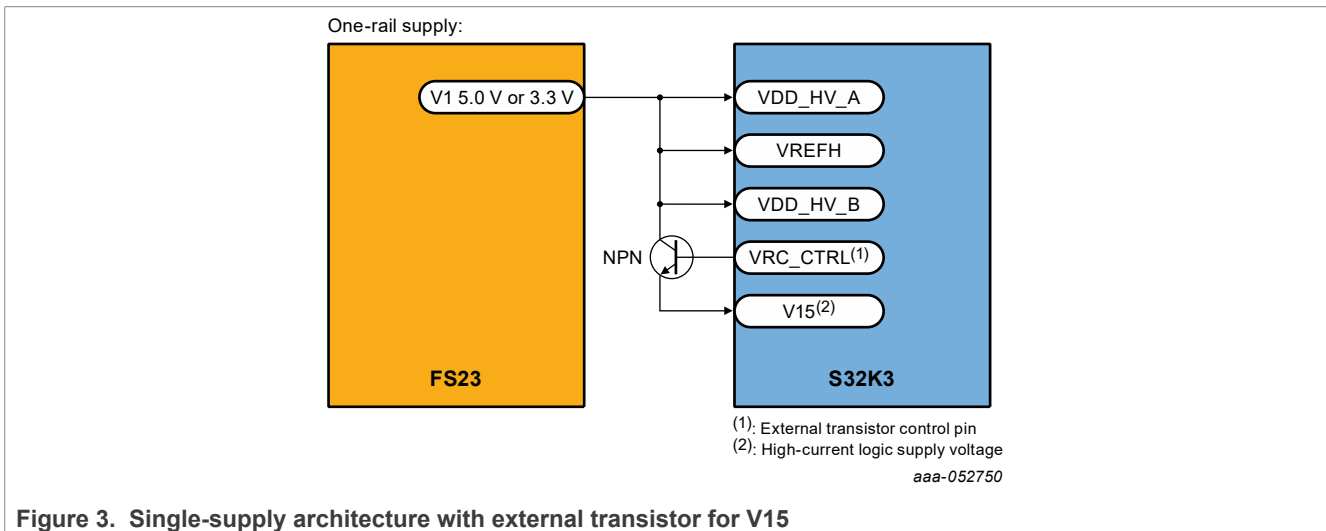 One-rail supply:
V1 5.0 V or 3.3 V
VDD_HV_A
VREFH
VDD_HV_B
NPN
VRC_CTRL(1)
V15(2)
FS23
S32K3
(1): External transistor control pin
(2): High-current logic supply voltage
aaa-052750
Figure 3. Single-supply architecture with external transistor for V15